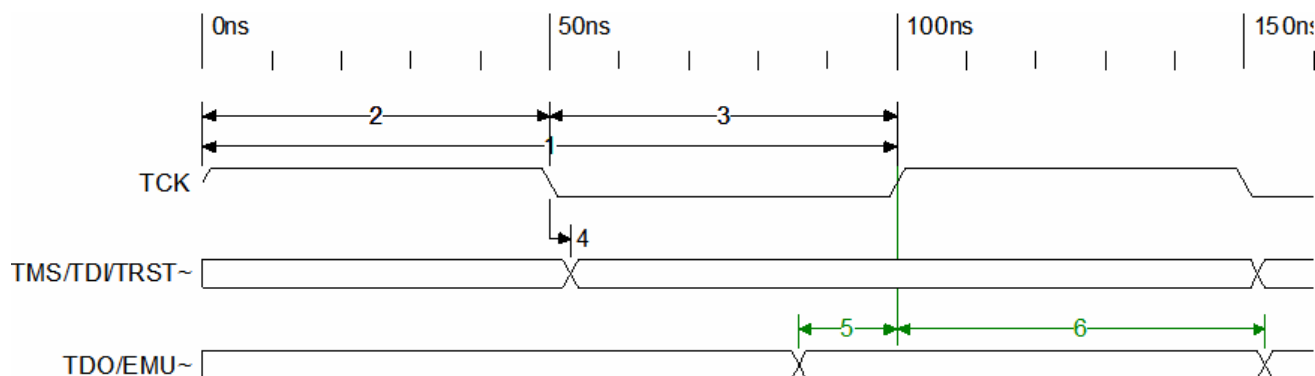 0ns 50ns 100ns 150ns
2 3
1
TCK
4
TMS/TDI/TRST~
5 6
TDO/EMU~